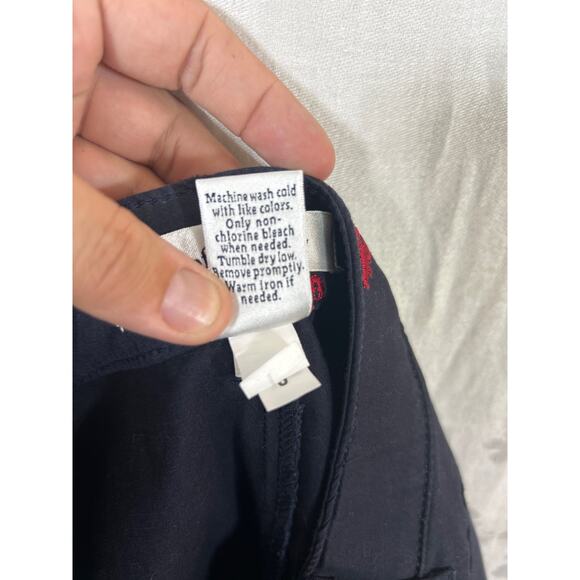 Machine wash cold
with like colors.
Only non-
chlorine bleach
when needed.
Tumble dry low.
Remove promptly.
Warm iron if
needed.